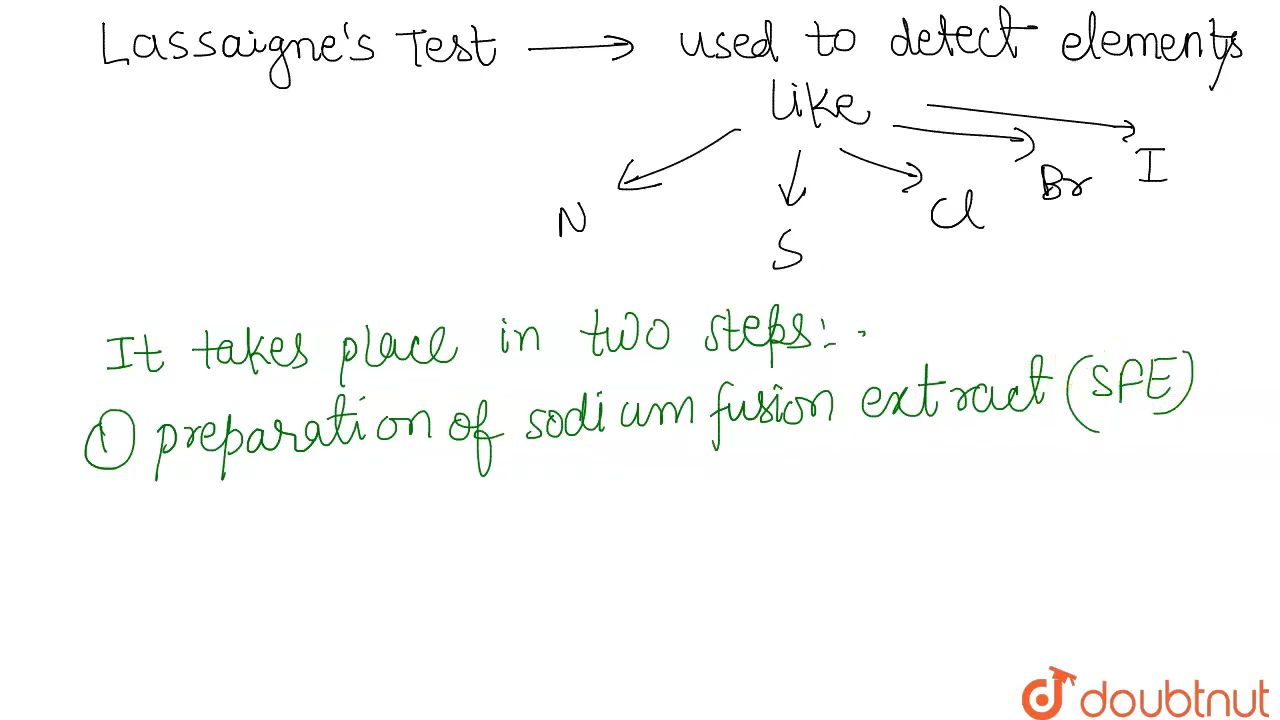 Lassaigne's Test → used to detect elements
like
N S Cl Br I
It takes place in two steps:-
① preparation of sodium fusion extract (SFE)
doubtnut